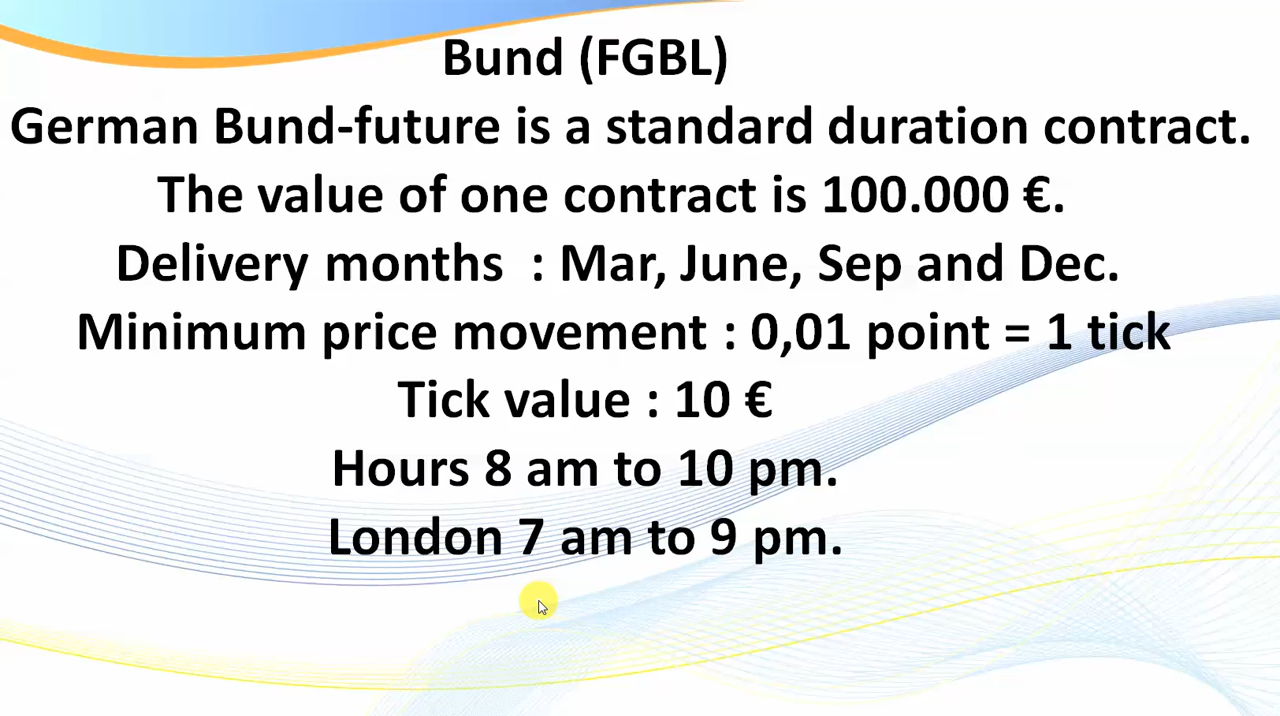 Bund (FGBL)
German Bund-future is a standard duration contract.
The value of one contract is 100.000 €.
Delivery months  : Mar, June, Sep and Dec.
Minimum price movement : 0,01 point = 1 tick
Tick value : 10 €
Hours 8 am to 10 pm.
London 7 am to 9 pm.